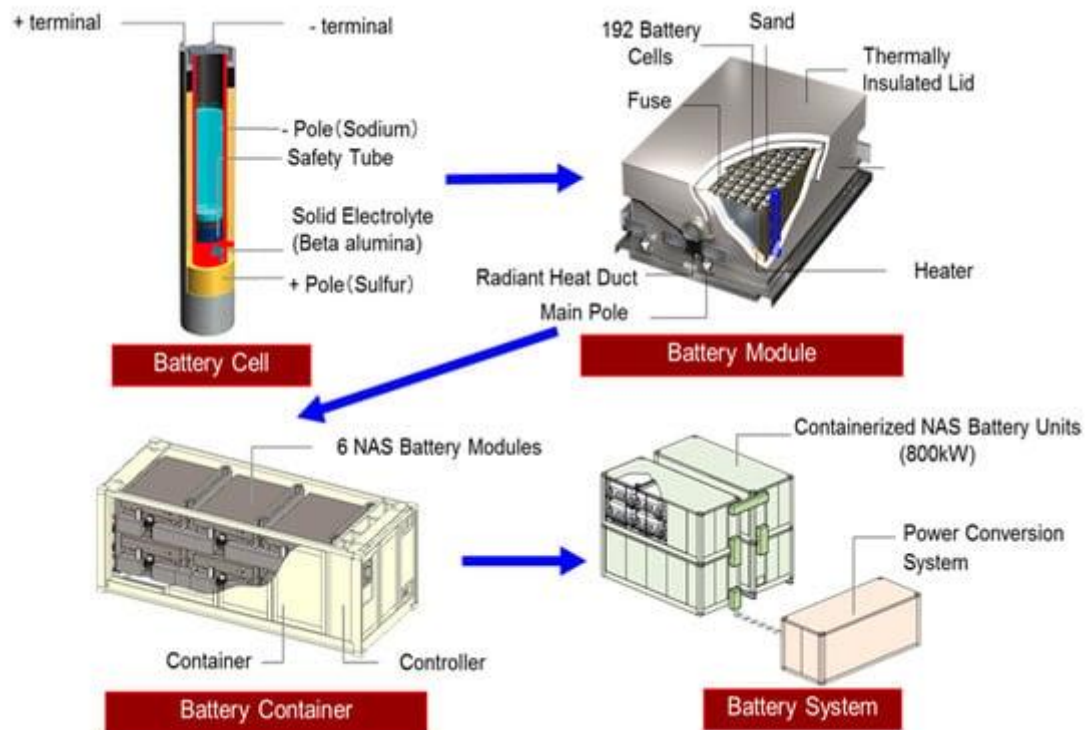 + terminal
- terminal
- Pole(Sodium)
Safety Tube
Solid Electrolyte
(Beta alumina)
+ Pole(Sulfur)
Battery Cell
192 Battery
Cells
Sand
Fuse
Thermally
Insulated Lid
Radiant Heat Duct
Main Pole
Heater
Battery Module
6 NAS Battery Modules
Container
Controller
Battery Container
Containerized NAS Battery Units
(800kW)
Power Conversion
System
Battery System